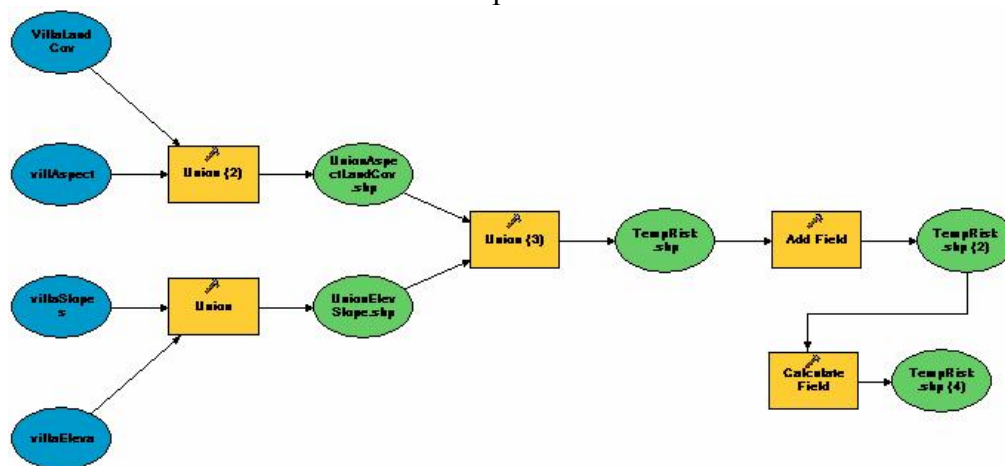 VillaLand
Cov
villAspect
Union (2)
UnionAspe
ctLandCov
.shp
Union (3)
TempRisk
.shp
Add Field
TempRisk
.shp (2)
villaSlope
s
Union
UnionElev
Slope.shp
Calculate
Field
TempRisk
.shp (4)
villaEleva